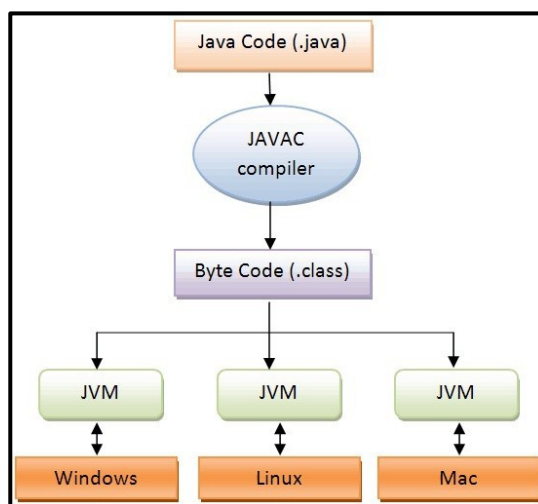 Java Code (.java)
JAVAC
compiler
Byte Code (.class)
JVM
JVM
JVM
Windows
Linux
Mac